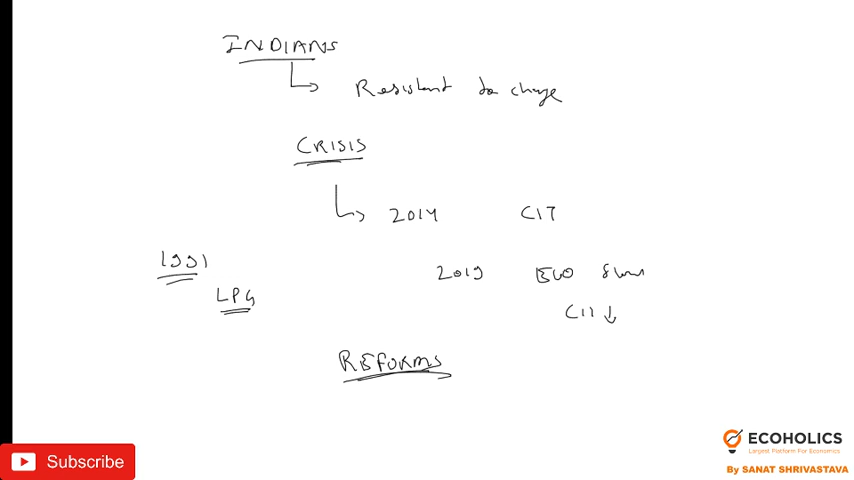 INDIANS
Resistant to change
CRISIS
2014 CIT
1991
2019 ECO Slow
LPG
CIT ↓
REFORMS
ECOHOLICS
Largest Platform For Economics
Subscribe
By SANAT SHRIVASTAVA